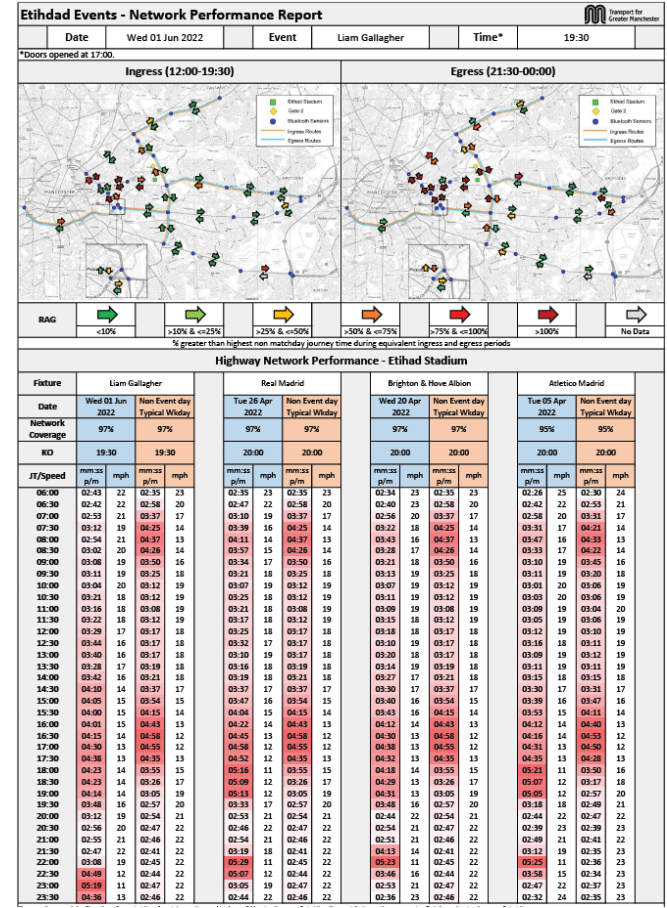 Etihdad Events - Network Performance Report
Transport for
Greater Manchester
Date Wed 01 Jun 2022 Event Liam Gallagher Time* 19:30
*Doors opened at 17:00.
Ingress (12:00-19:30) Egress (21:30-00:00)
Etihad Stadium
Gate 2
Bluetooth Sensors
Ingress Routes
Egress Routes
Etihad Stadium
Gate 2
Bluetooth Sensors
Ingress Routes
Egress Routes
RAG <10% >10% & <=25% >25% & <=50% >50% & <=75% >75% & <=100% >100% No Data
% greater than highest non matchday journey time during equivalent ingress and egress periods
Highway Network Performance - Etihad Stadium
Fixture Liam Gallagher Real Madrid Brighton & Hove Albion Atletico Madrid
Date Wed 01 Jun 2022 Non Event day Typical Wkday Tue 26 Apr 2022 Non Event day Typical Wkday Wed 20 Apr 2022 Non Event day Typical Wkday Tue 05 Apr 2022 Non Event day Typical Wkday
Network Coverage 97% 97% 97% 97% 97% 97% 95% 95%
KO 19:30 19:30 20:00 20:00 20:00 20:00 20:00 20:00
JT/Speed mm:ss p/m mph mm:ss p/m mph mm:ss p/m mph mm:ss p/m mph mm:ss p/m mph mm:ss p/m mph mm:ss p/m mph mm:ss p/m mph
06:00 02:43 22 02:35 23 02:35 23 02:35 23 02:34 23 02:35 23 02:26 25 02:30 24
06:30 02:42 22 02:58 20 02:47 22 02:58 20 02:40 23 02:58 20 02:42 22 02:53 21
07:00 02:53 21 03:37 17 03:10 19 03:37 17 02:56 20 03:37 17 02:58 20 03:31 17
07:30 03:12 19 04:25 14 03:39 16 04:25 14 03:22 18 04:25 14 03:31 17 04:21 14
08:00 02:54 21 04:37 13 04:11 14 04:37 13 03:43 16 04:37 13 03:47 16 04:33 13
08:30 03:02 20 04:26 14 03:57 15 04:26 14 03:28 17 04:26 14 03:33 17 04:22 14
09:00 03:08 19 03:50 16 03:34 17 03:50 16 03:21 18 03:50 16 03:10 19 03:45 16
09:30 03:11 19 03:25 18 03:21 18 03:25 18 03:13 19 03:25 18 03:11 19 03:20 18
10:00 03:04 20 03:12 19 03:07 19 03:12 19 03:07 19 03:12 19 03:01 20 03:06 19
10:30 03:21 18 03:12 19 03:25 18 03:12 19 03:11 19 03:12 19 03:03 20 03:06 19
11:00 03:16 18 03:08 19 03:21 18 03:08 19 03:09 19 03:08 19 03:09 19 03:04 20
11:30 03:22 18 03:12 19 03:17 18 03:12 19 03:15 18 03:12 19 03:05 19 03:06 19
12:00 03:29 17 03:17 18 03:25 18 03:17 18 03:18 18 03:17 18 03:12 19 03:10 19
12:30 03:44 16 03:17 18 03:32 17 03:17 18 03:10 19 03:17 18 03:16 18 03:11 19
13:00 03:40 16 03:17 18 03:18 18 03:17 18 03:20 18 03:17 18 03:09 19 03:12 19
13:30 03:28 17 03:19 18 03:16 18 03:19 18 03:14 19 03:19 18 03:11 19 03:11 19
14:00 03:42 16 03:21 18 03:19 18 03:21 18 03:27 17 03:21 18 03:15 18 03:15 18
14:30 04:10 14 03:37 17 03:37 17 03:37 17 03:30 17 03:37 17 03:30 17 03:31 17
15:00 04:05 15 03:54 15 03:47 16 03:54 15 03:40 16 03:54 15 03:39 16 03:47 16
15:30 04:00 15 04:15 14 04:04 15 04:15 14 03:43 16 04:15 14 03:53 15 04:11 14
16:00 04:01 15 04:43 13 04:22 14 04:43 13 04:12 14 04:43 13 04:12 14 04:40 13
16:30 04:15 14 04:58 12 04:45 13 04:58 12 04:30 13 04:58 12 04:16 14 04:53 12
17:00 04:30 13 04:55 12 04:58 12 04:55 12 04:38 13 04:55 12 04:31 13 04:50 12
17:30 04:38 13 04:35 13 04:52 12 04:35 13 04:32 13 04:35 13 04:32 13 04:28 13
18:00 04:23 14 03:55 15 05:16 11 03:55 15 04:38 13 03:55 15 05:21 11 03:50 16
18:30 04:23 14 03:26 17 05:09 12 03:26 17 04:29 13 03:26 17 05:07 12 03:17 18
19:00 04:14 14 03:05 19 05:13 12 03:05 19 04:31 13 03:05 19 05:05 12 02:57 20
19:30 03:48 16 02:57 20 03:33 17 02:57 20 03:48 16 02:57 20 03:18 18 02:49 21
20:00 03:12 19 02:54 21 02:53 21 02:54 21 02:44 22 02:54 21 02:44 22 02:47 22
20:30 02:56 20 02:47 22 02:46 22 02:47 22 02:54 21 02:47 22 02:39 23 02:39 23
21:00 02:55 21 02:46 22 02:54 21 02:46 22 02:51 21 02:46 22 02:49 21 02:41 22
21:30 02:47 22 02:41 22 03:19 18 02:41 22 04:13 14 02:41 22 03:12 19 02:35 23
22:00 03:08 19 02:45 22 05:29 11 02:45 22 05:23 11 02:45 22 05:25 11 02:36 23
22:30 04:49 12 02:44 22 05:07 12 02:44 22 03:46 16 02:44 22 03:58 15 02:34 23
23:00 05:19 11 02:47 22 03:05 19 02:47 22 02:53 21 02:47 22 02:47 22 02:37 23
23:30 04:36 13 02:46 22 02:44 22 02:46 22 02:36 23 02:46 22 02:32 24 02:35 23